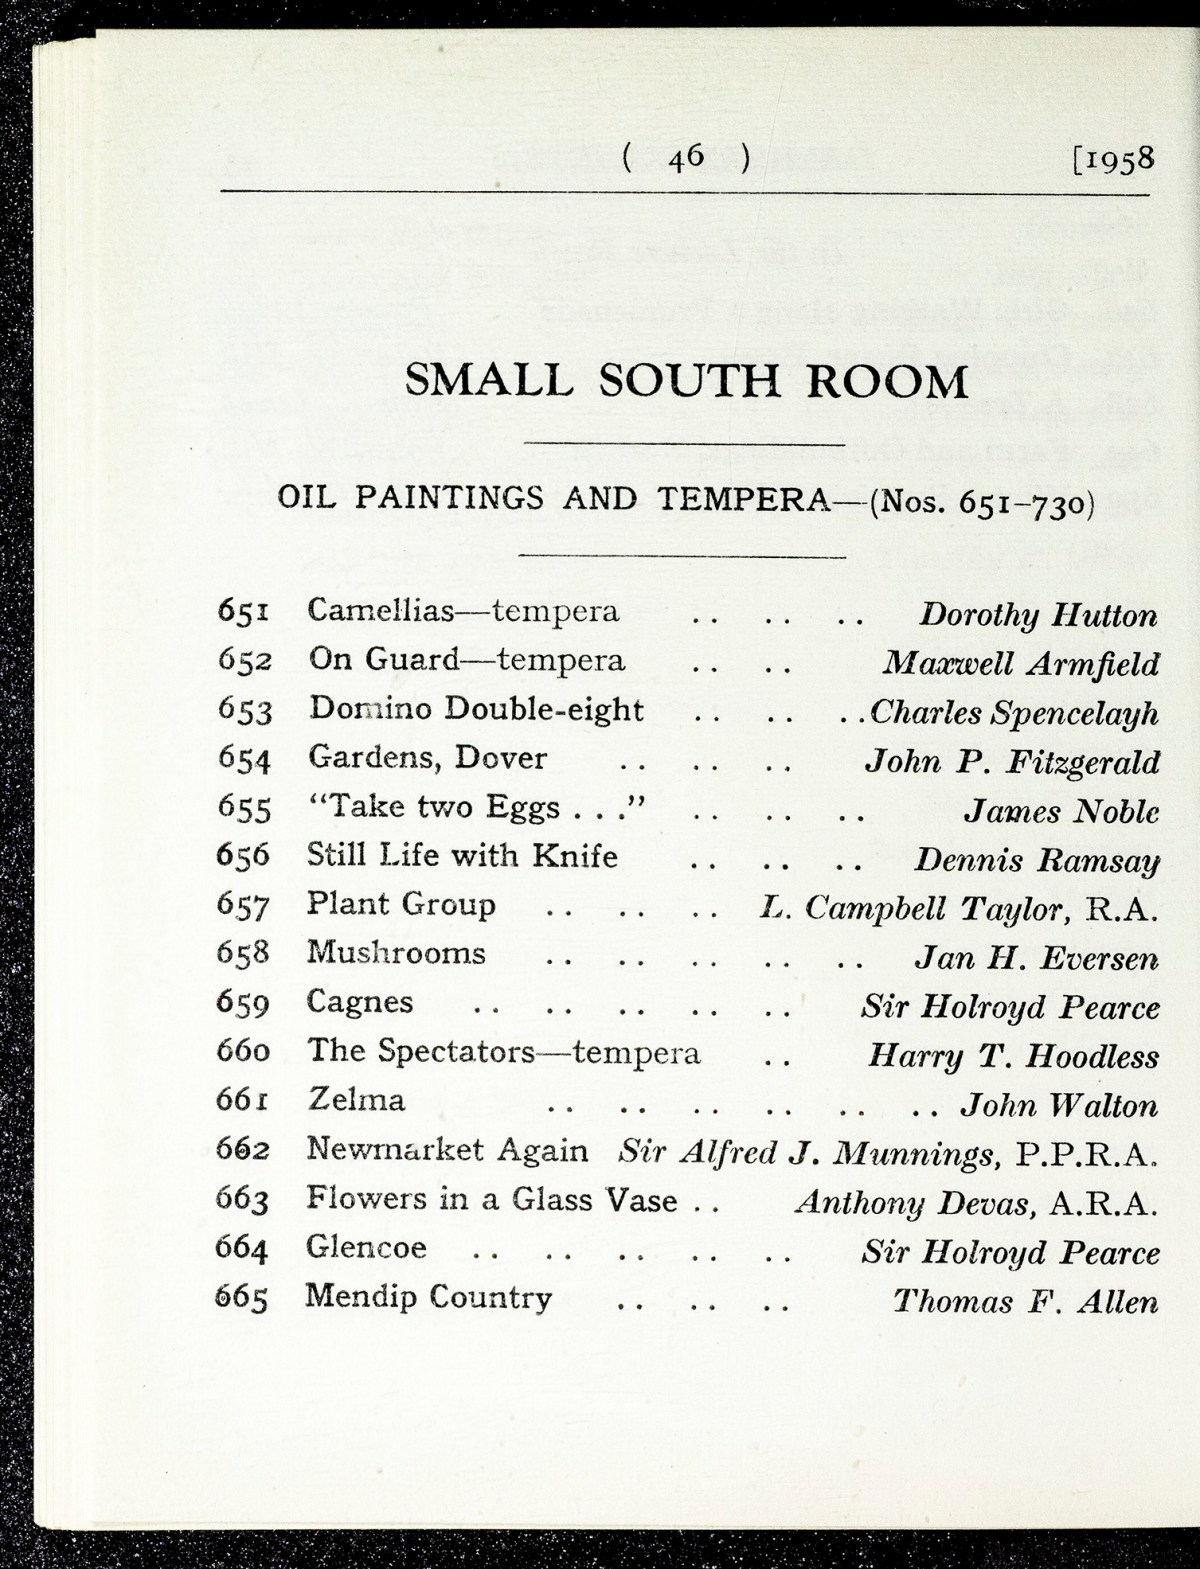 ( 46 ) [1958
SMALL SOUTH ROOM
OIL PAINTINGS AND TEMPERA—(Nos. 651–730)
651 Camellias—tempera .. .. .. Dorothy Hutton
652 On Guard—tempera .. .. Maxwell Armfield
653 Domino Double-eight .. .. .. Charles Spencelayh
654 Gardens, Dover .. .. .. John P. Fitzgerald
655 “Take two Eggs . . .” .. .. .. James Noble
656 Still Life with Knife .. .. .. Dennis Ramsay
657 Plant Group .. .. .. L. Campbell Taylor, R.A.
658 Mushrooms .. .. .. .. .. Jan H. Eversen
659 Cagnes .. .. .. .. .. Sir Holroyd Pearce
660 The Spectators—tempera .. Harry T. Hoodless
661 Zelma .. .. .. .. .. .. John Walton
662 Newmarket Again Sir Alfred J. Munnings, P.P.R.A.
663 Flowers in a Glass Vase .. Anthony Devas, A.R.A.
664 Glencoe .. .. .. .. .. Sir Holroyd Pearce
665 Mendip Country .. .. .. Thomas F. Allen